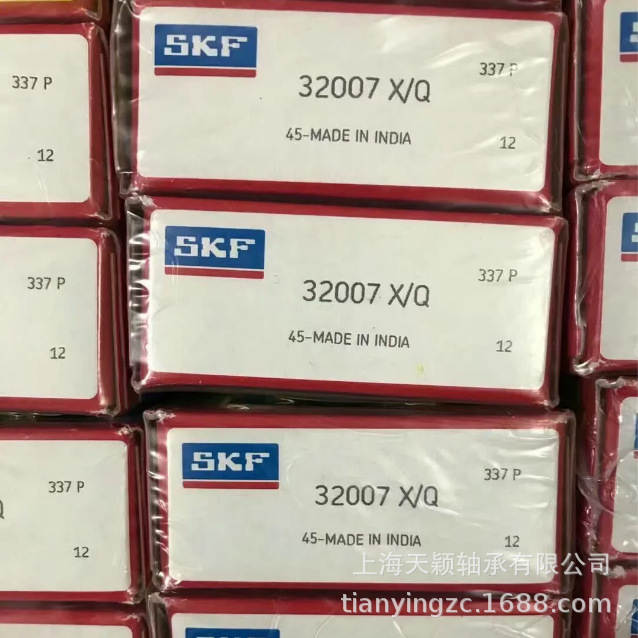 SKF
337 P
32007 X/Q
45-MADE IN INDIA
12
337 P
12
SKF
337 P
32007 X/Q
45-MADE IN INDIA
12
337 P
12
SKF
337 P
32007 X/Q
45-MADE IN INDIA
12
337 P
Q
12
SKF
上海天颖轴承有限公司
tianyingzc.1688.com